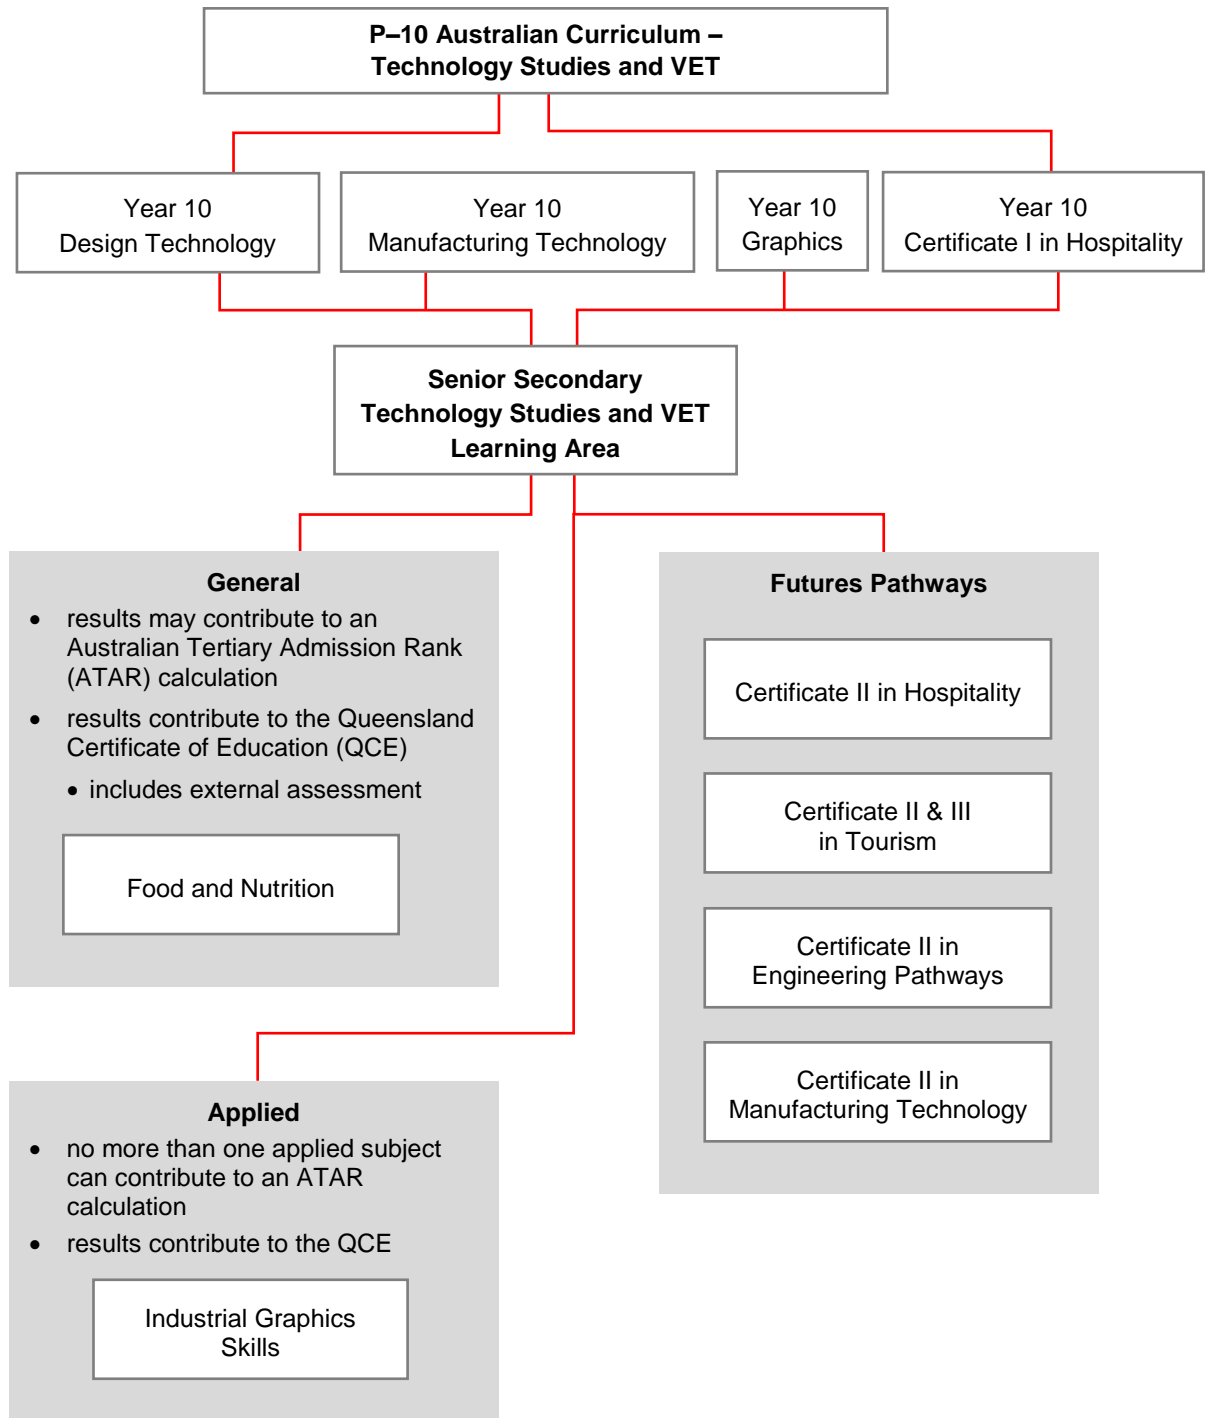 P–10 Australian Curriculum –
Technology Studies and VET
Year 10
Design Technology
Year 10
Manufacturing Technology
Year 10
Graphics
Year 10
Certificate I in Hospitality
Senior Secondary
Technology Studies and VET
Learning Area
General
• results may contribute to an
Australian Tertiary Admission Rank
(ATAR) calculation
• results contribute to the Queensland
Certificate of Education (QCE)
• includes external assessment
Food and Nutrition
Applied
• no more than one applied subject
can contribute to an ATAR
calculation
• results contribute to the QCE
Industrial Graphics
Skills
Futures Pathways
Certificate II in Hospitality
Certificate II & III
in Tourism
Certificate II in
Engineering Pathways
Certificate II in
Manufacturing Technology